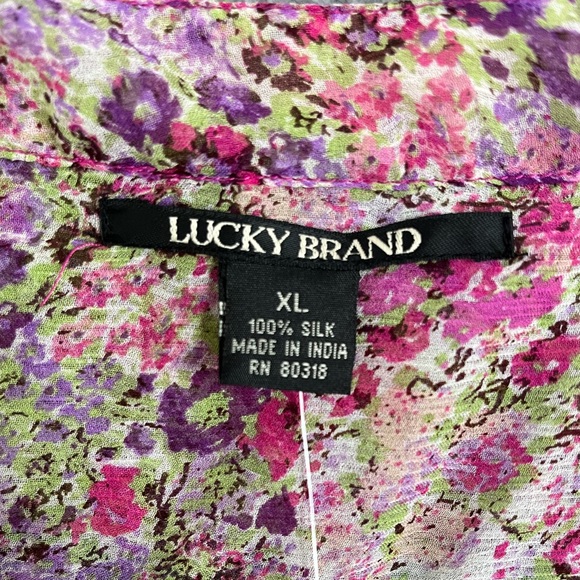 LUCKY BRAND
XL
100% SILK
MADE IN INDIA
RN 80318